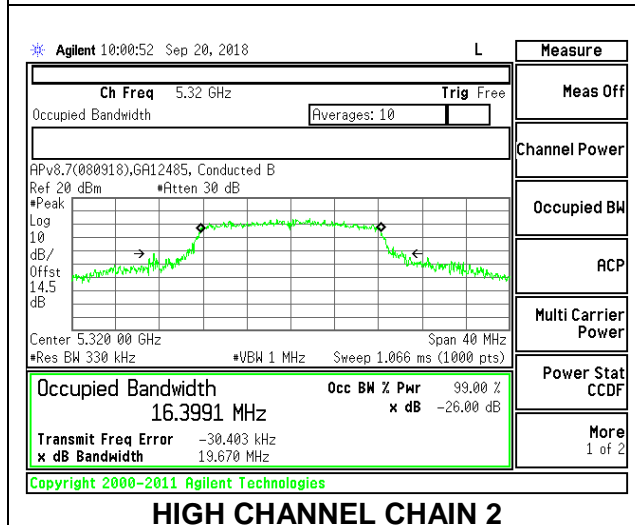 Agilent 10:00:52 Sep 20, 2018 L
Measure
Ch Freq 5.32 GHz Trig Free
Occupied Bandwidth Averages: 10
Meas Off
Channel Power
APv8.7(080918),GA12485, Conducted B
Ref 20 dBm #Atten 30 dB
#Peak
Log
10
dB/
Offst
14.5
dB
Occupied BW
ACP
Center 5.320 00 GHz Span 40 MHz
#Res BW 330 kHz #VBW 1 MHz Sweep 1.066 ms (1000 pts)
Multi Carrier
Power
Occupied Bandwidth Occ BW % Pwr 99.00 %
16.3991 MHz x dB -26.00 dB
Transmit Freq Error -30.403 kHz
x dB Bandwidth 19.670 MHz
Power Stat
CCDF
More
1 of 2
Copyright 2000-2011 Agilent Technologies
HIGH CHANNEL CHAIN 2